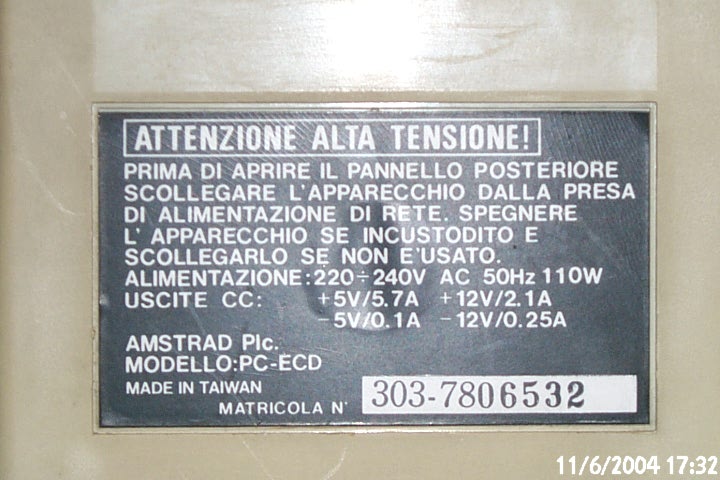 ATTENZIONE ALTA TENSIONE!
PRIMA DI APRIRE IL PANNELLO POSTERIORE
SCOLLEGARE L'APPARECCHIO DALLA PRESA
DI ALIMENTAZIONE DI RETE. SPEGNERE
L' APPARECCHIO SE INCUSTODITO E
SCOLLEGARLO SE NON E'USATO.
ALIMENTAZIONE:220÷240V AC 50Hz 110W
USCITE CC: +5V/5.7A +12V/2.1A
-5V/0.1A -12V/0.25A
AMSTRAD Plc.
MODELLO:PC-ECD
MADE IN TAIWAN
MATRICOLA N' 303-7806532
11/6/2004 17:32